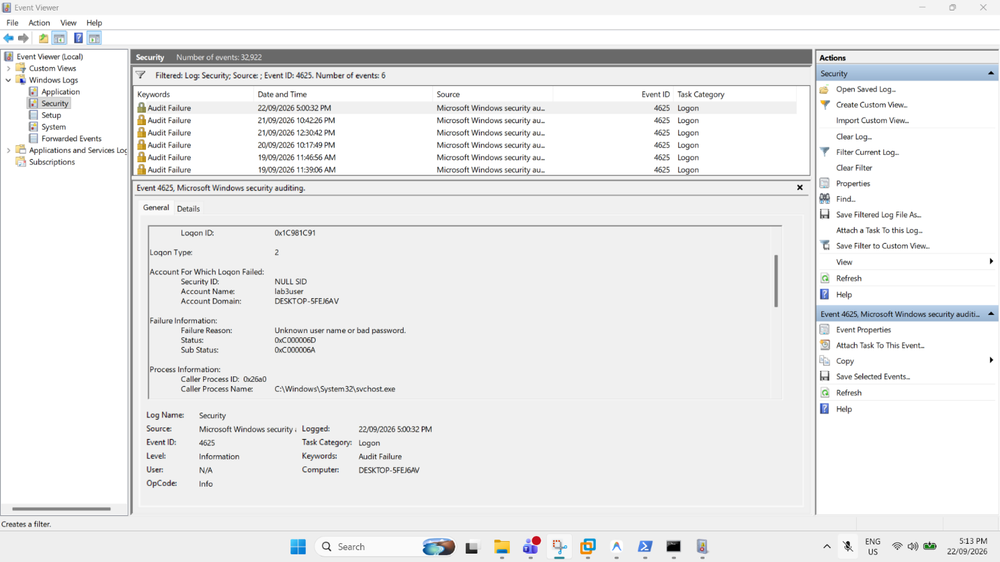 Event Viewer
File Action View Help
Event Viewer (Local)
Custom Views
Windows Logs
Application
Security
Setup
System
Forwarded Events
Applications and Services Log
Subscriptions
Security Number of events: 32,922
Filtered: Log: Security; Source: ; Event ID: 4625. Number of events: 6
Keywords Date and Time Source Event ID Task Category
Audit Failure 22/09/2026 5:00:32 PM Microsoft Windows security au... 4625 Logon
Audit Failure 21/09/2026 10:42:26 PM Microsoft Windows security au... 4625 Logon
Audit Failure 21/09/2026 12:30:42 PM Microsoft Windows security au... 4625 Logon
Audit Failure 20/09/2026 10:17:49 PM Microsoft Windows security au... 4625 Logon
Audit Failure 19/09/2026 11:46:56 AM Microsoft Windows security au... 4625 Logon
Audit Failure 19/09/2026 11:39:06 AM Microsoft Windows security au... 4625 Logon
Event 4625, Microsoft Windows security auditing.
General Details
Logon ID: 0x1C981C91
Logon Type: 2
Account For Which Logon Failed:
Security ID: NULL SID
Account Name: lab3user
Account Domain: DESKTOP-5FEJ6AV
Failure Information:
Failure Reason: Unknown user name or bad password.
Status: 0xC000006D
Sub Status: 0xC000006A
Process Information:
Caller Process ID: 0x26a0
Caller Process Name: C:\Windows\System32\svchost.exe
Log Name: Security
Source: Microsoft Windows security Logged: 22/09/2026 5:00:32 PM
Event ID: 4625 Task Category: Logon
Level: Information Keywords: Audit Failure
User: N/A Computer: DESKTOP-5FEJ6AV
OpCode: Info
Actions
Security
Open Saved Log...
Create Custom View...
Import Custom View...
Clear Log...
Filter Current Log...
Clear Filter
Properties
Find...
Save Filtered Log File As...
Attach a Task To this Log...
Save Filter to Custom View...
View
Refresh
Help
Event 4625, Microsoft Windows security auditi...
Event Properties
Attach Task To This Event...
Copy
Save Selected Events...
Refresh
Help
Creates a filter.
Search
ENG
US
5:13 PM
22/09/2026